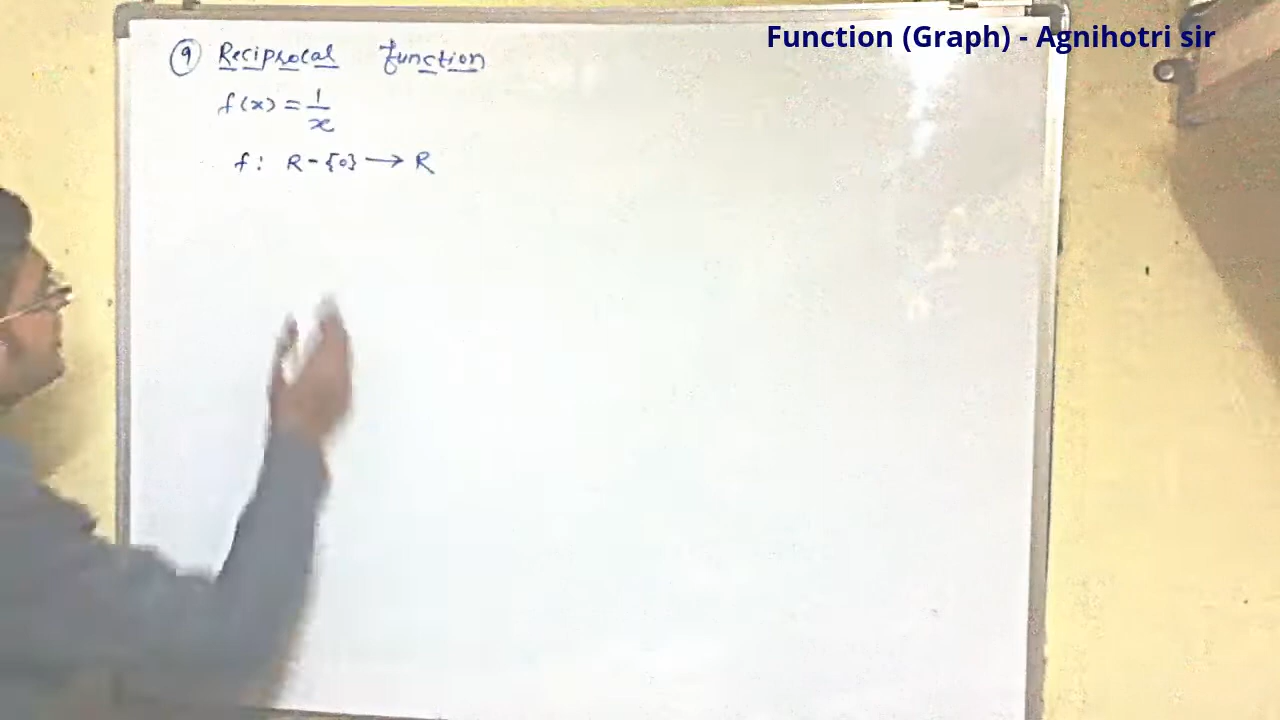 Function (Graph) - Agnihotri sir
⑨ Reciprocal function
f(x) = 1/x
f: R-{0} → R